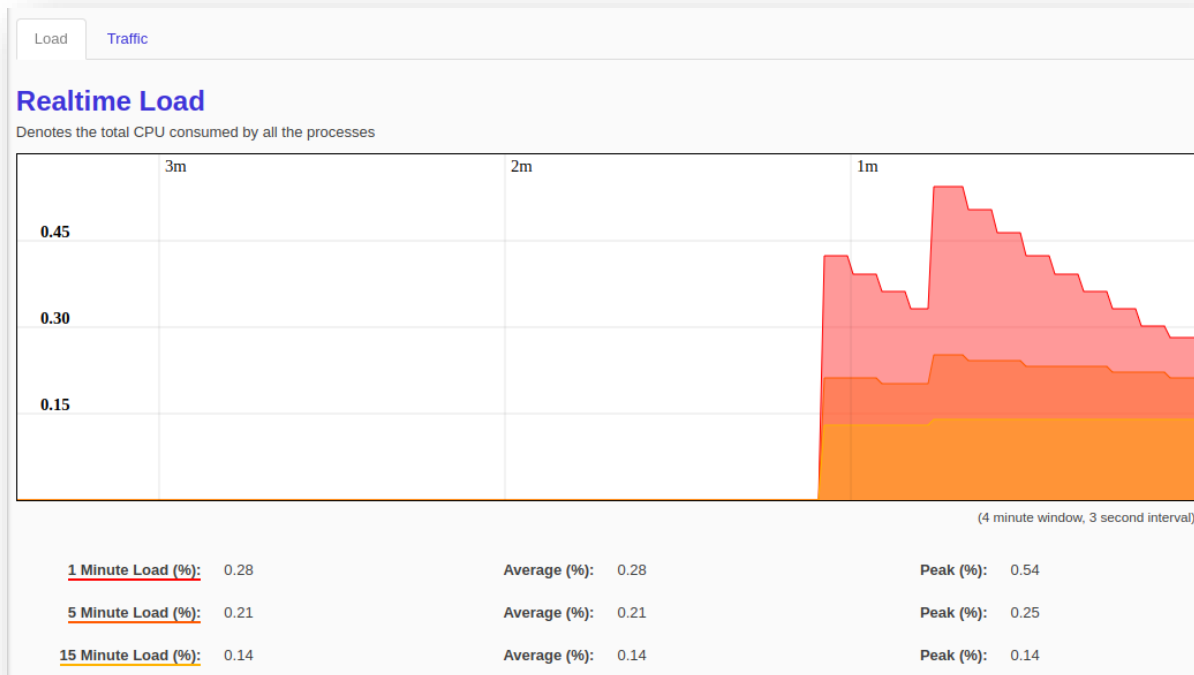 Load Traffic
Realtime Load
Denotes the total CPU consumed by all the processes
3m 2m 1m
0.45
0.30
0.15
(4 minute window, 3 second interval)
1 Minute Load (%): 0.28 Average (%): 0.28 Peak (%): 0.54
5 Minute Load (%): 0.21 Average (%): 0.21 Peak (%): 0.25
15 Minute Load (%): 0.14 Average (%): 0.14 Peak (%): 0.14